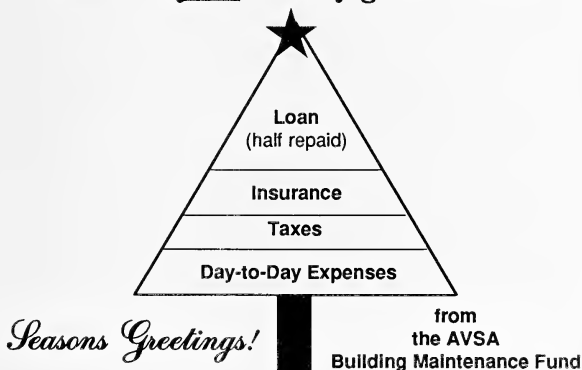 Loan
(half repaid)
Insurance
Taxes
Day-to-Day Expenses
Seasons Greetings!
from
the AVSA
Building Maintenance Fund